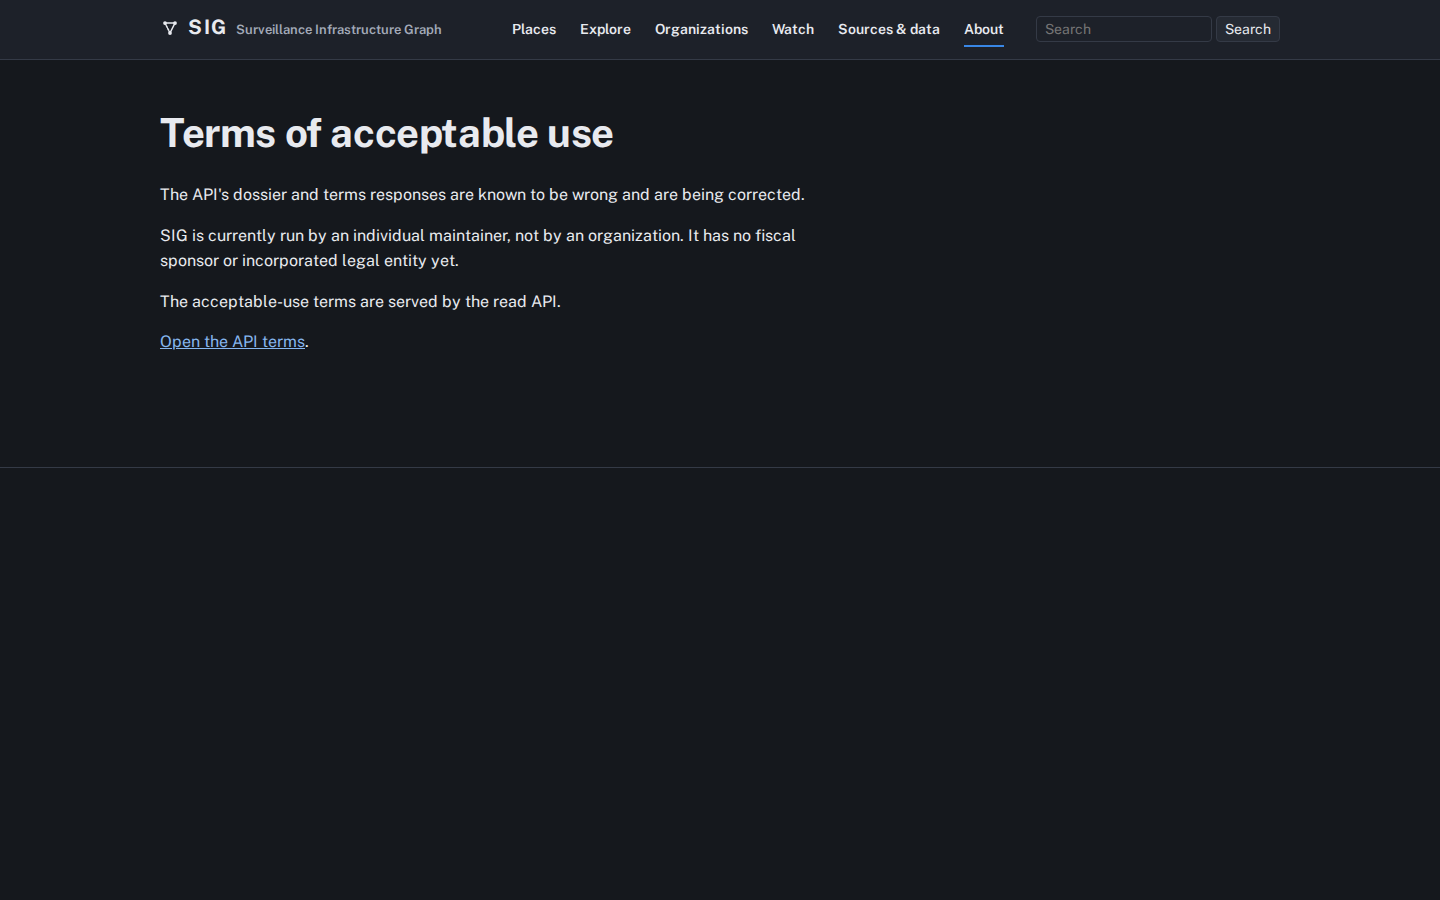 SIG Surveillance Infrastructure Graph Places Explore Organizations Watch Sources & data About Search Search
Terms of acceptable use
The API's dossier and terms responses are known to be wrong and are being corrected.
SIG is currently run by an individual maintainer, not by an organization. It has no fiscal
sponsor or incorporated legal entity yet.
The acceptable-use terms are served by the read API.
Open the API terms.